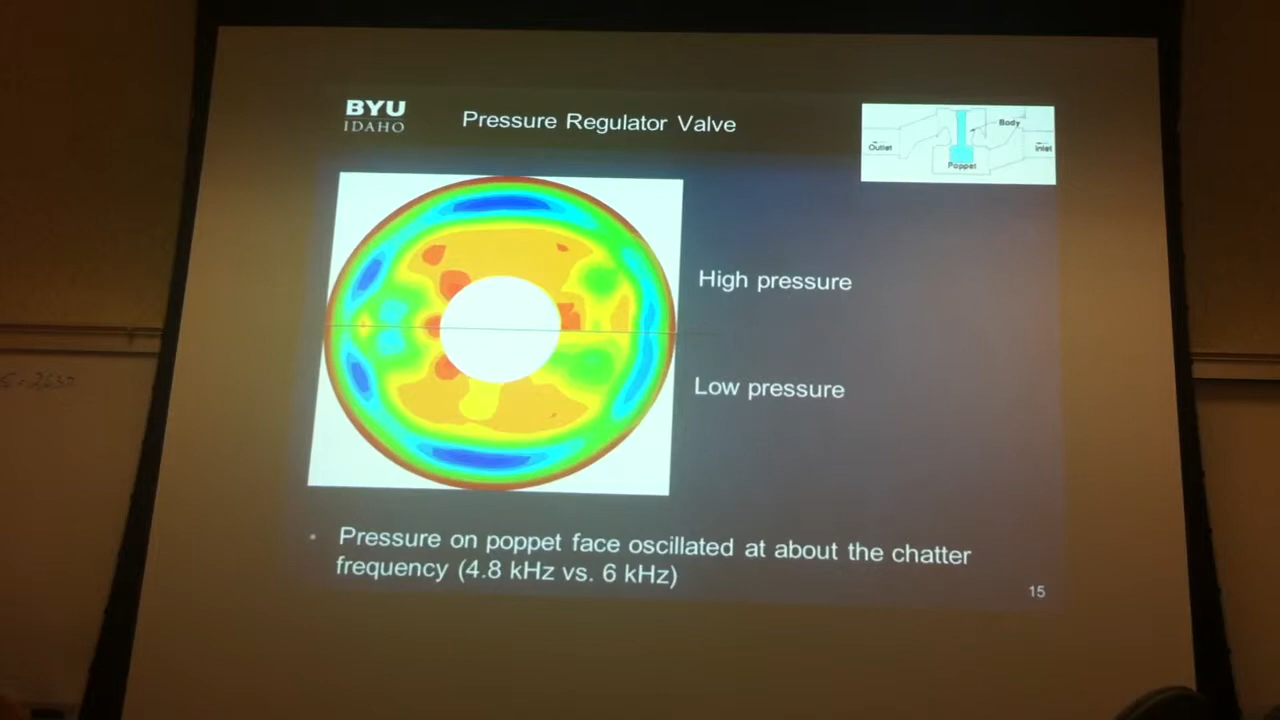 BYU
IDAHO
Pressure Regulator Valve
Body
Outlet
Inlet
Poppet
High pressure
Low pressure
Pressure on poppet face oscillated at about the chatter
frequency (4.8 kHz vs. 6 kHz)
15